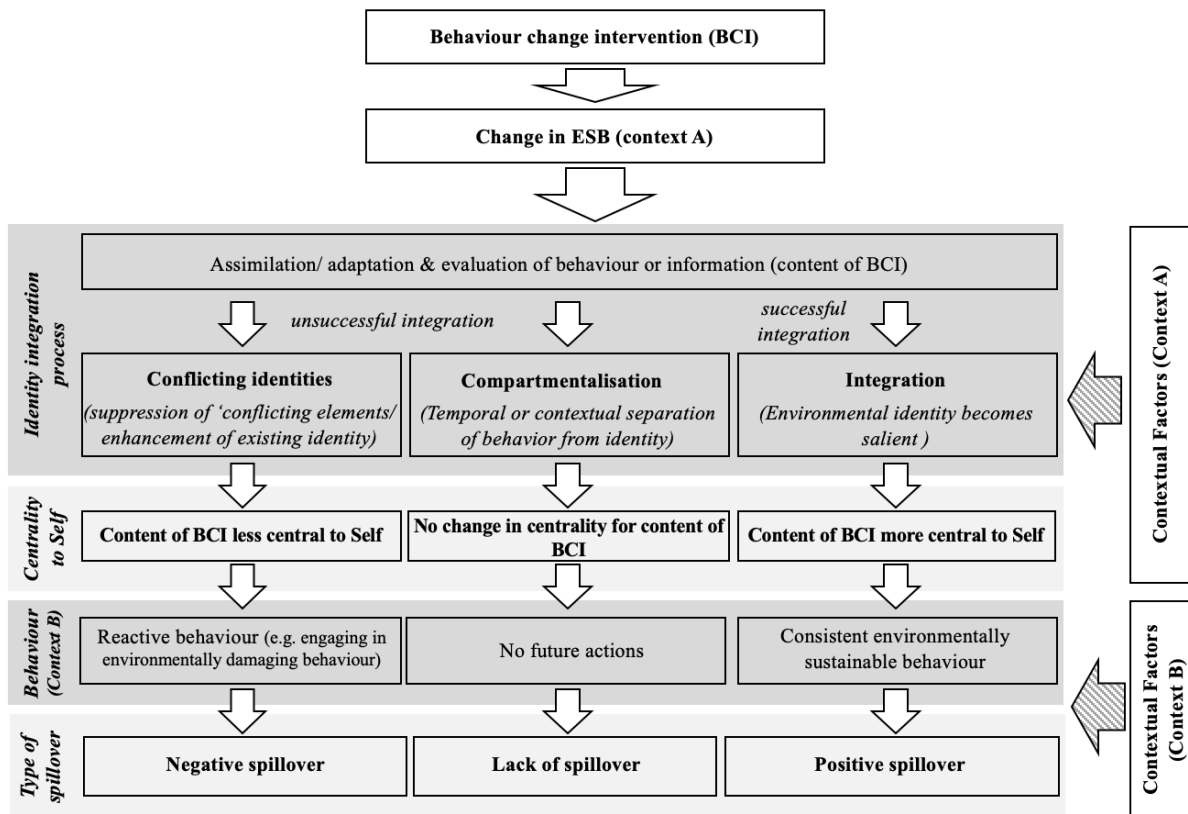 Behaviour change intervention (BCI)
Change in ESB (context A)
Identity integration
process
Assimilation/ adaptation & evaluation of behaviour or information (content of BCI)
unsuccessful integration
successful
integration
Conflicting identities
(suppression of ‘conflicting elements/
enhancement of existing identity)
Compartmentalisation
(Temporal or contextual separation
of behavior from identity)
Integration
(Environmental identity becomes
salient )
Contextual Factors (Context A)
Centrality
to Self
Content of BCI less central to Self
No change in centrality for content of
BCI
Content of BCI more central to Self
Behaviour
(Context B)
Reactive behaviour (e.g. engaging in
environmentally damaging behaviour)
No future actions
Consistent environmentally
sustainable behaviour
Contextual Factors
(Context B)
Type of
spillover
Negative spillover
Lack of spillover
Positive spillover